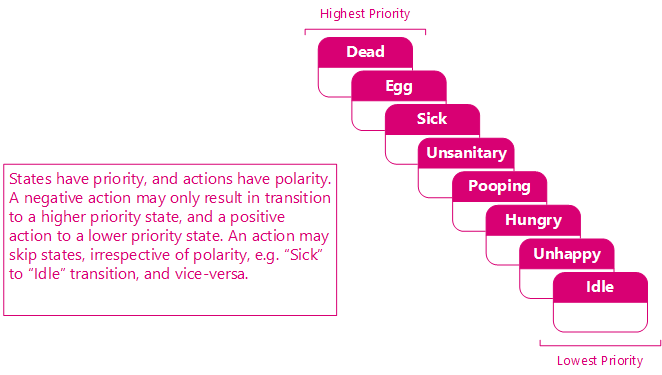 Highest Priority
Dead
Egg
Sick
Unsanitary
Pooping
Hungry
Unhappy
Idle
Lowest Priority
States have priority, and actions have polarity.
A negative action may only result in transition
to a higher priority state, and a positive
action to a lower priority state. An action may
skip states, irrespective of polarity, e.g. “Sick”
to “Idle” transition, and vice-versa.